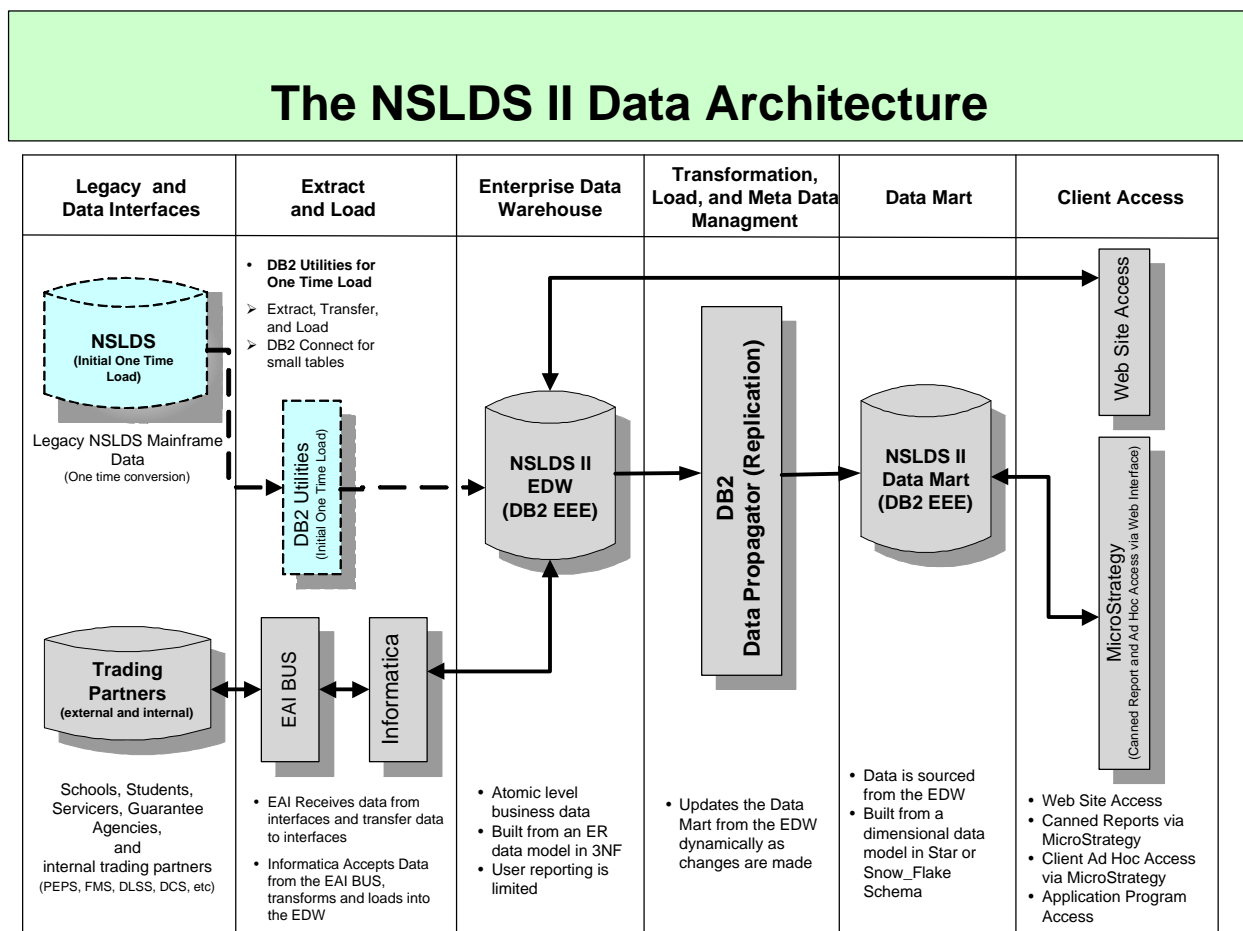 The NSLDS II Data Architecture
Legacy and
Data Interfaces
Extract
and Load
Enterprise Data
Warehouse
Transformation,
Load, and Meta Data
Managment
Data Mart
Client Access
NSLDS
(Initial One Time
Load)
Legacy NSLDS Mainframe
Data
(One time conversion)
• DB2 Utilities for
One Time Load
➢ Extract, Transfer,
and Load
➢ DB2 Connect for
small tables
DB2 Utilities
(Initial One Time Load)
NSLDS II
EDW
(DB2 EEE)
DB2
Data Propagator (Replication)
NSLDS II
Data Mart
(DB2 EEE)
Web Site Access
MicroStrategy
(Canned Report and Ad Hoc Access via Web Interface)
Trading
Partners
(external and internal)
EAI BUS
Informatica
Schools, Students,
Servicers, Guarantee
Agencies,
and
internal trading partners
(PEPS, FMS, DLSS, DCS, etc)
• EAI Receives data from
interfaces and transfer data
to interfaces
• Informatica Accepts Data
from the EAI BUS,
transforms and loads into
the EDW
• Atomic level
business data
• Built from an ER
data model in 3NF
• User reporting is
limited
• Updates the Data
Mart from the EDW
dynamically as
changes are made
• Data is sourced
from the EDW
• Built from a
dimensional data
model in Star or
Snow_Flake
Schema
• Web Site Access
• Canned Reports via
MicroStrategy
• Client Ad Hoc Access
via MicroStrategy
• Application Program
Access